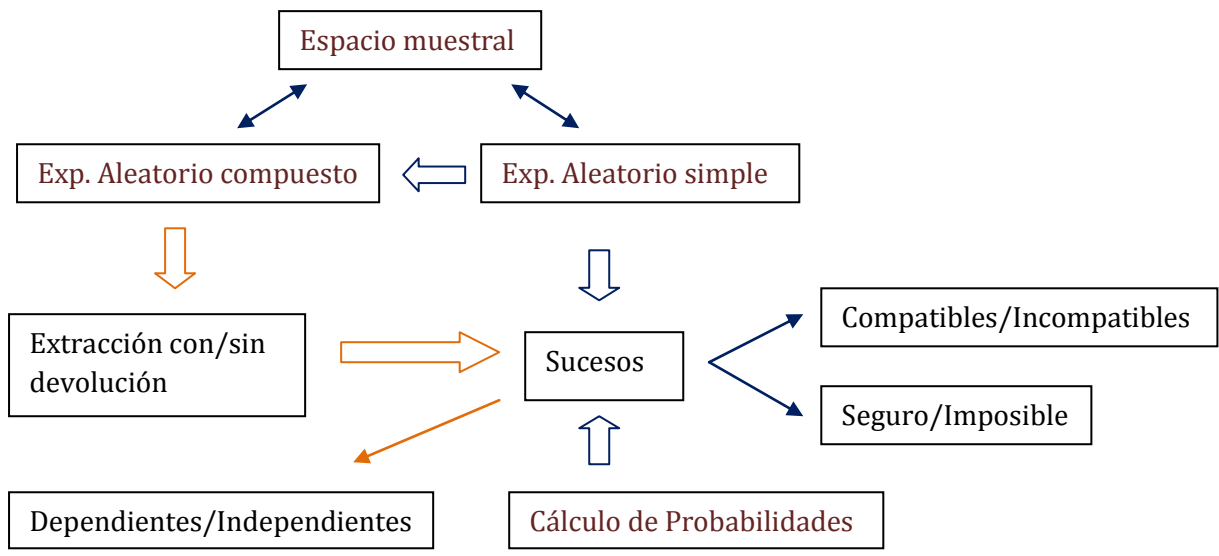 Espacio muestral
Exp. Aleatorio compuesto
Exp. Aleatorio simple
Extracción con/sin
devolución
Sucesos
Compatibles/Incompatibles
Seguro/Imposible
Dependientes/Independientes
Cálculo de Probabilidades